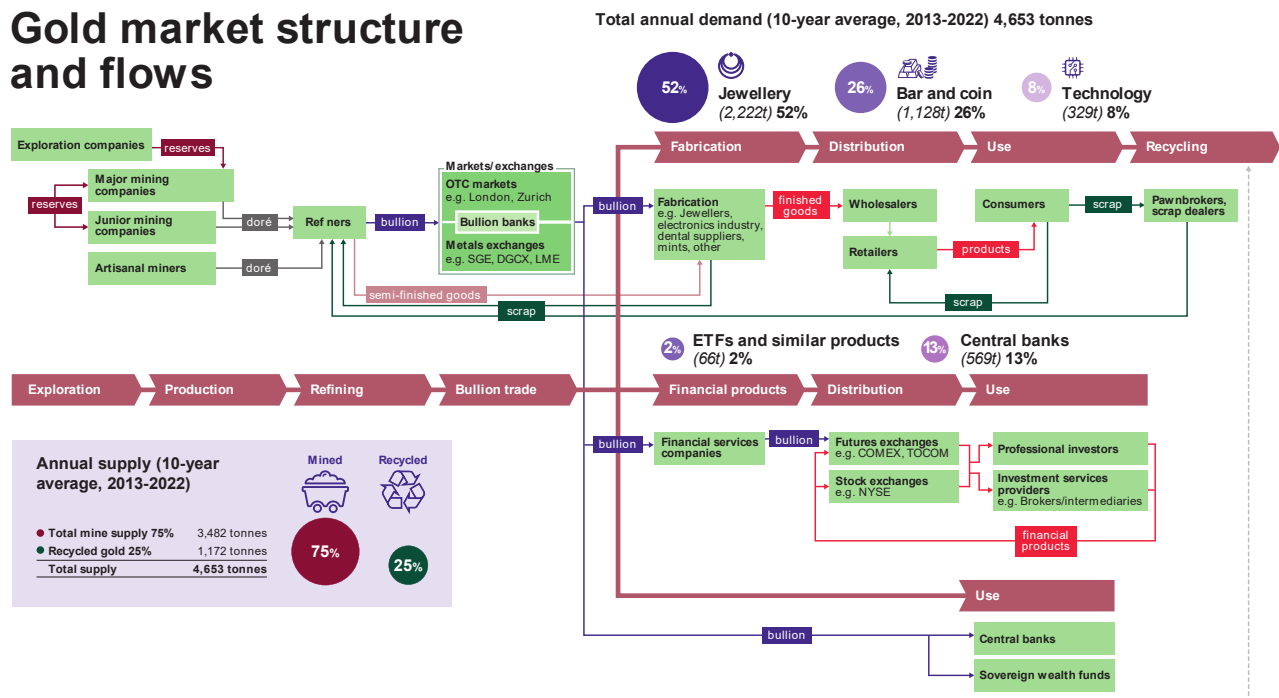 Gold market structure
and flows
Total annual demand (10-year average, 2013-2022) 4,653 tonnes
52%
Jewellery
(2,222t) 52%
26%
Bar and coin
(1,128t) 26%
8%
Technology
(329t) 8%
Fabrication
Distribution
Use
Recycling
Exploration companies
reserves
Major mining
companies
reserves
Junior mining
companies
doré
Artisanal miners
doré
Ref ners
bullion
Markets/ exchanges
OTC markets
e.g. London, Zurich
Bullion banks
Metals exchanges
e.g. SGE, DGCX, LME
bullion
Fabrication
e.g. Jewellers,
electronics industry,
dental suppliers,
mints, other
finished
goods
Wholesalers
Retailers
products
Consumers
scrap
Pawnbrokers,
scrap dealers
semi-finished goods
scrap
scrap
2%
ETFs and similar products
(66t) 2%
13%
Central banks
(569t) 13%
Exploration
Production
Refining
Bullion trade
Financial products
Distribution
Use
bullion
Financial services
companies
bullion
Futures exchanges
e.g. COMEX, TOCOM
Stock exchanges
e.g. NYSE
Professional investors
Investment services
providers
e.g. Brokers/intermediaries
financial
products
Annual supply (10-year
average, 2013-2022)
Mined
Recycled
Total mine supply 75% 3,482 tonnes
Recycled gold 25% 1,172 tonnes
Total supply 4,653 tonnes
75%
25%
Use
bullion
Central banks
Sovereign wealth funds